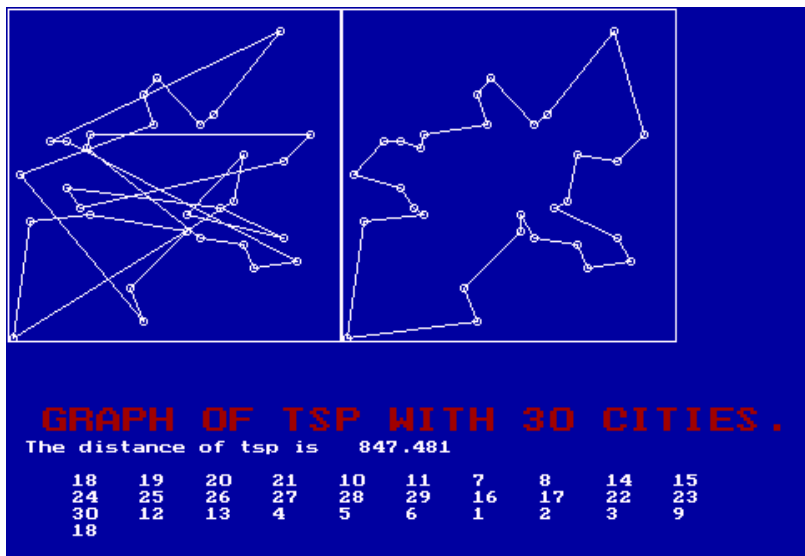 GRAPH OF TSP WITH 30 CITIES.
The distance of tsp is 847.481
18 19 20 21 10 11 7 8 14 15
24 25 26 27 28 29 16 17 22 23
30 12 13 4 5 6 1 2 3 9
18